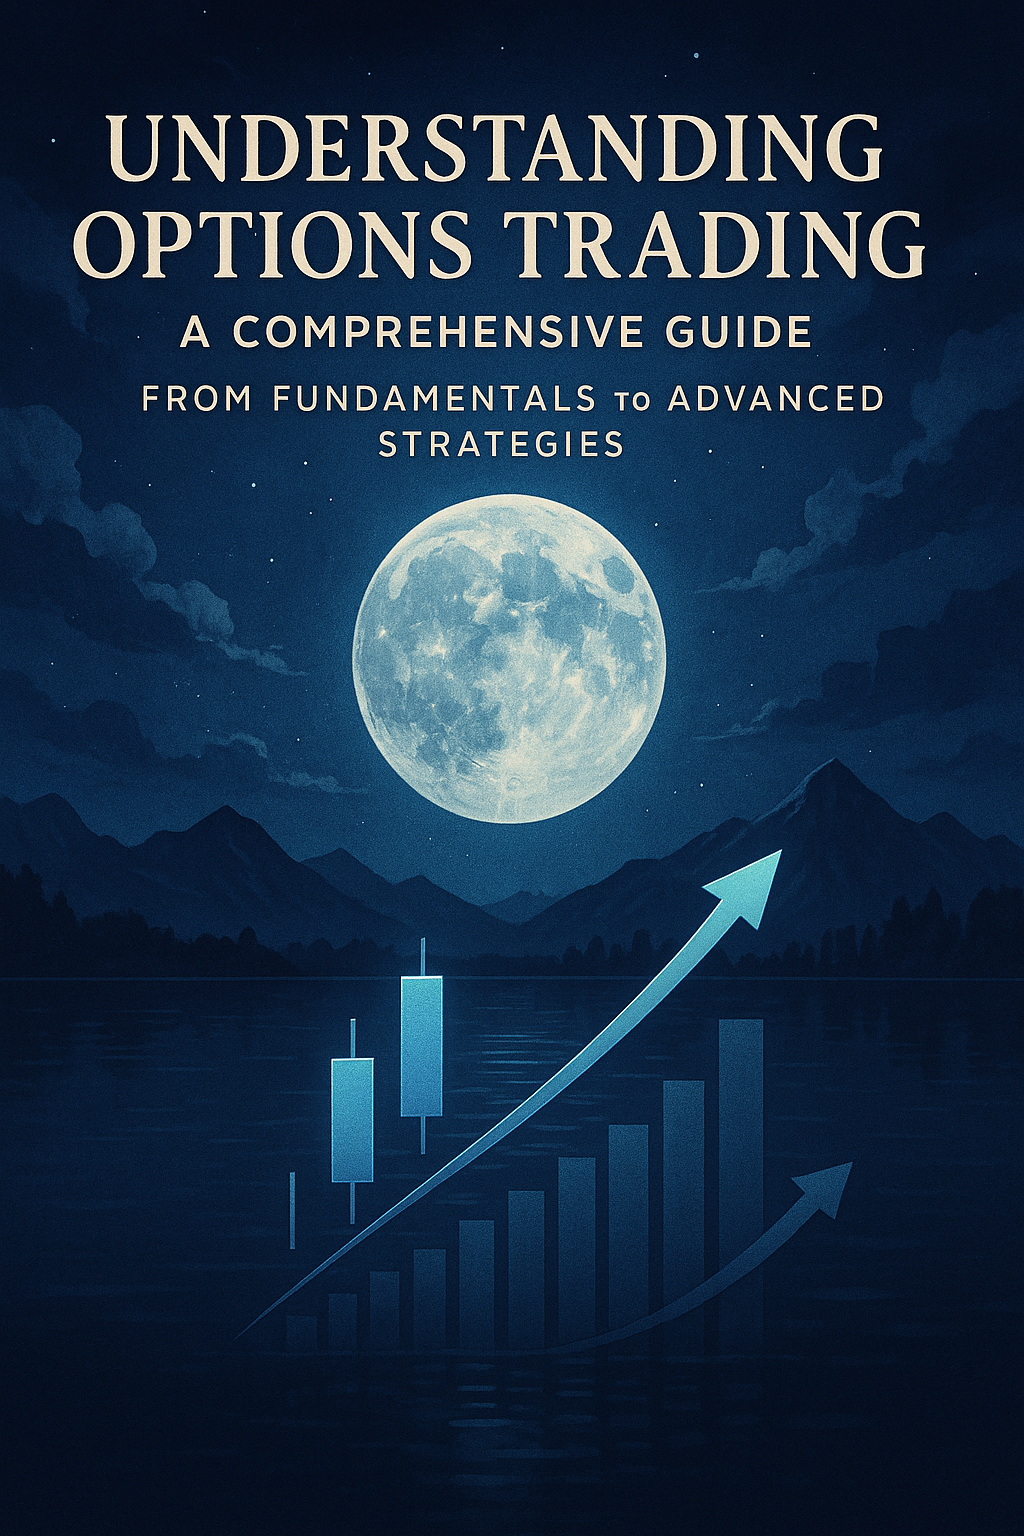 UNDERSTANDING
OPTIONS TRADING
A COMPREHENSIVE GUIDE
FROM FUNDAMENTALS TO ADVANCED
STRATEGIES